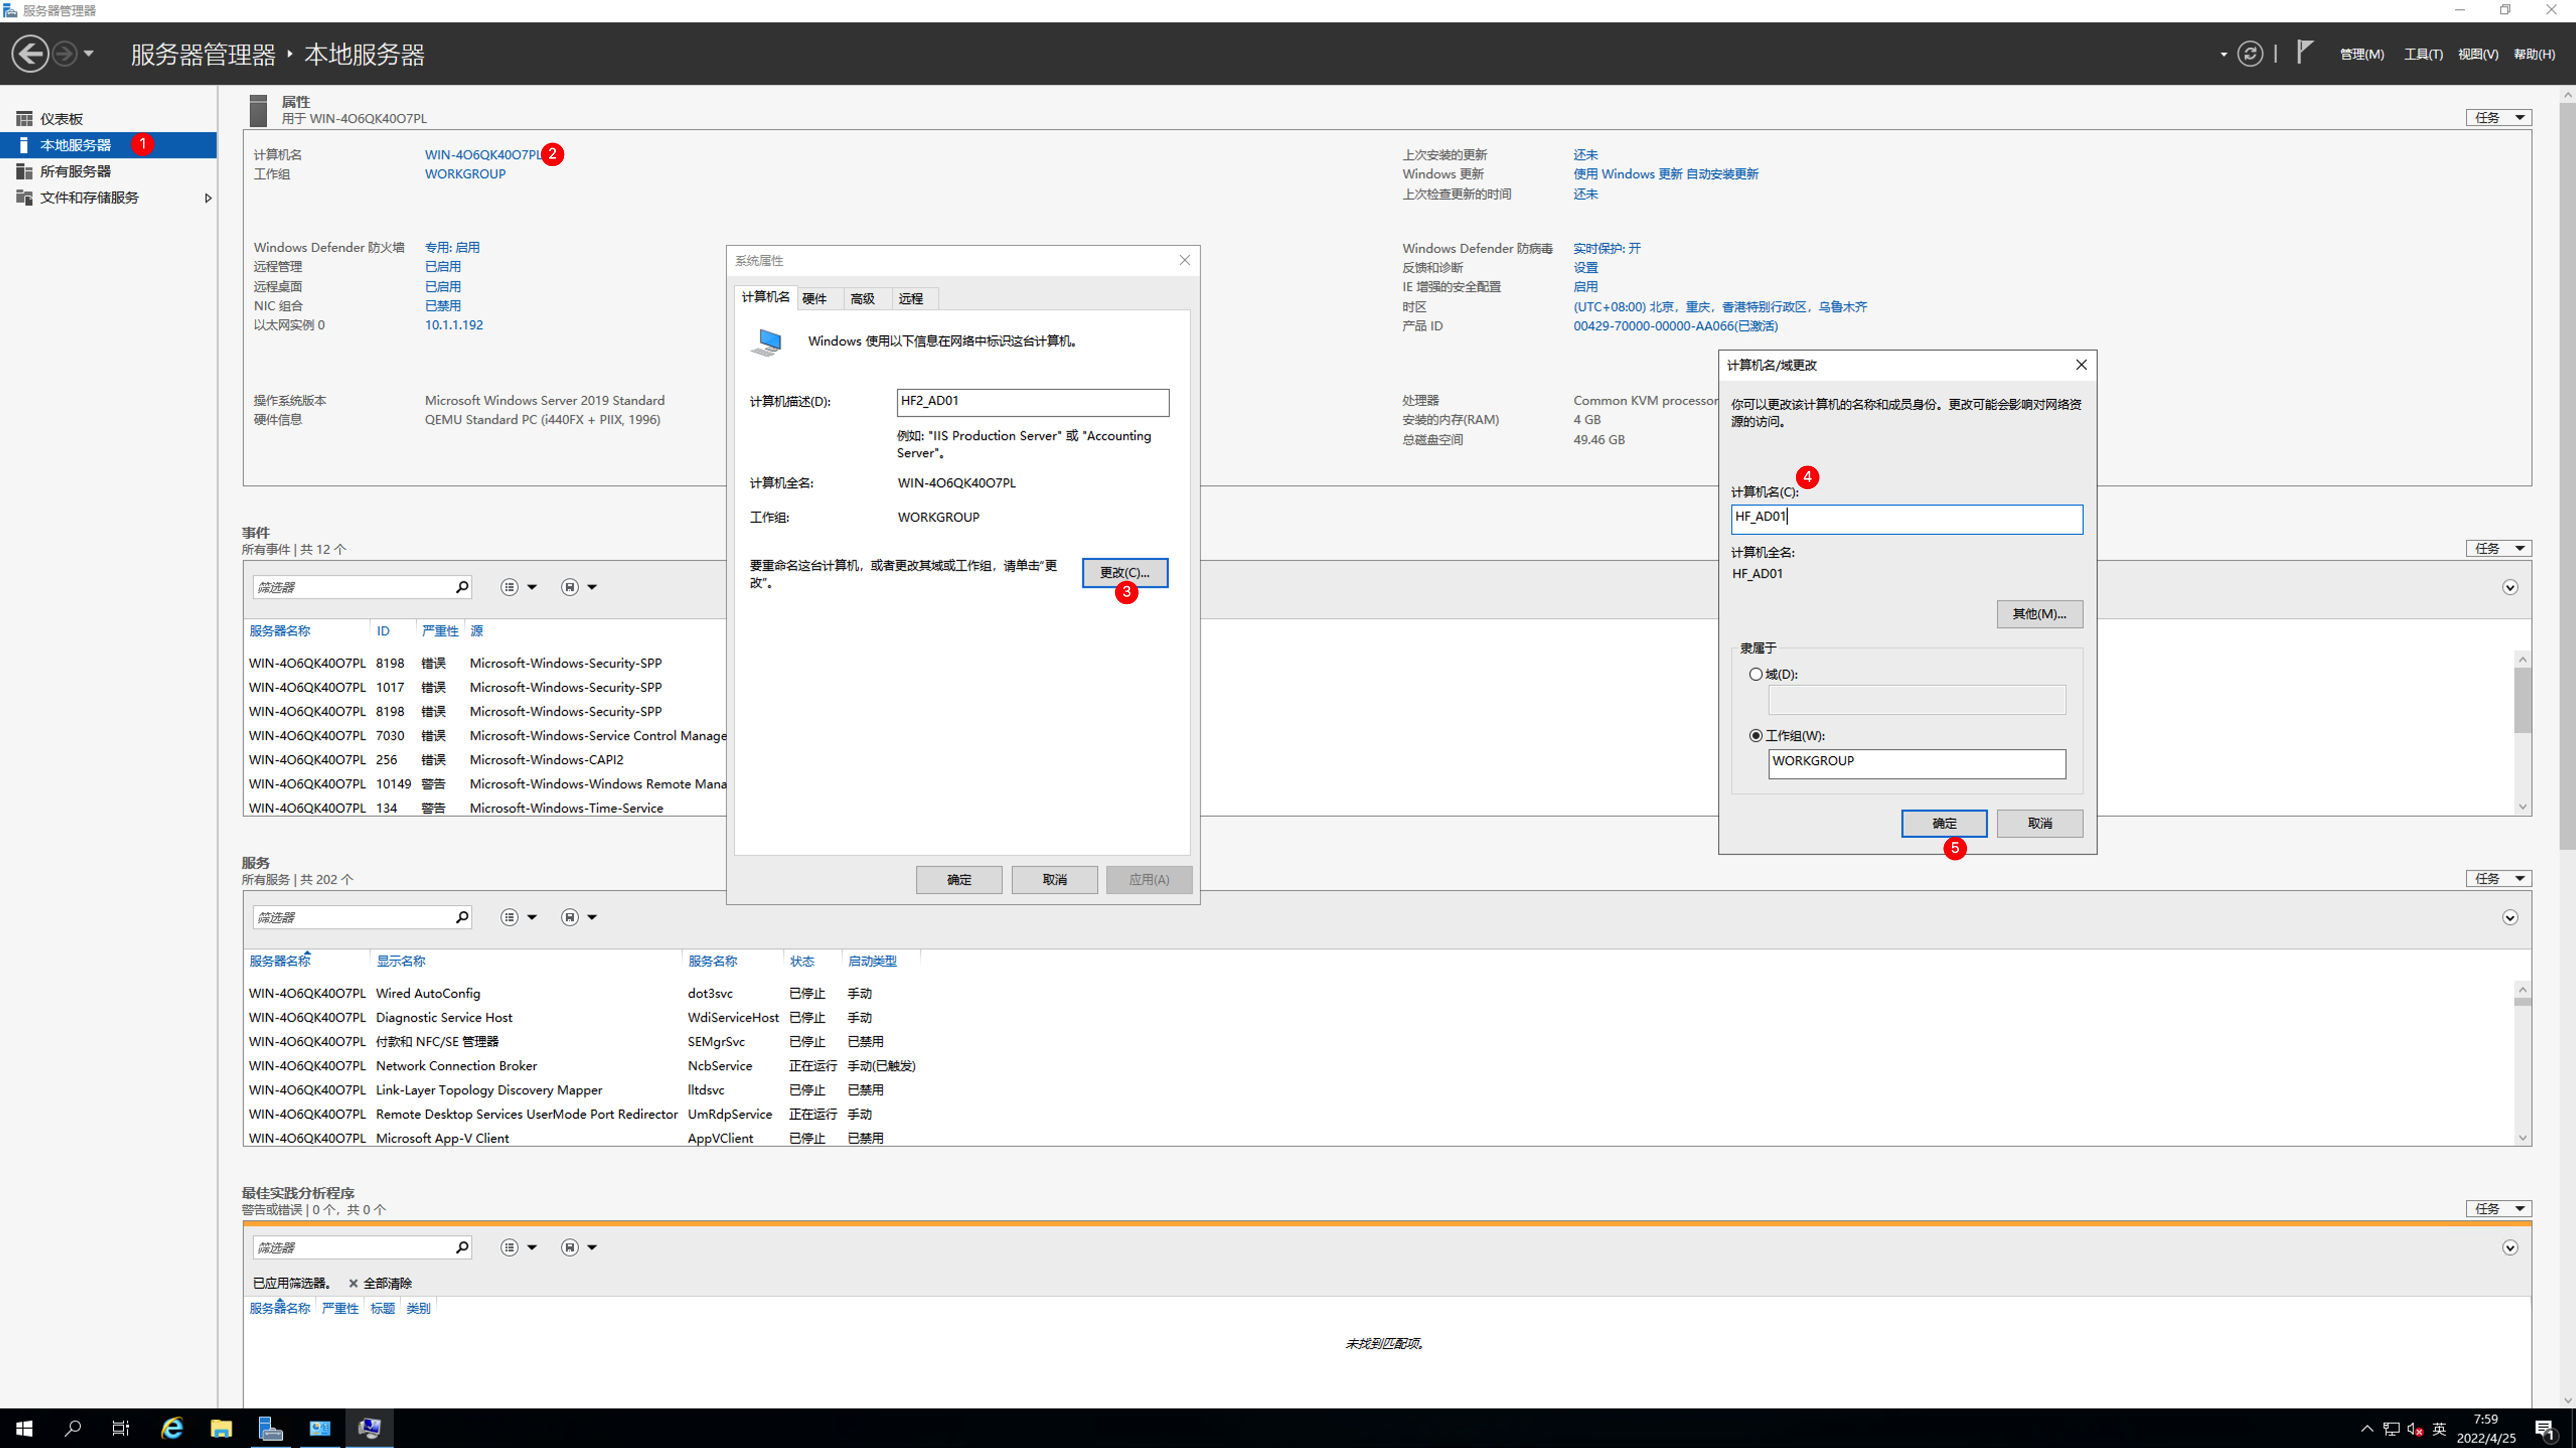 服务器管理器
服务器管理器 ‣ 本地服务器
管理(M) 工具(T) 视图(V) 帮助(H)
仪表板
本地服务器 1
所有服务器
文件和存储服务
属性
用于 WIN-4O6QK40O7PL
任务
计算机名 WIN-4O6QK40O7PL 2
工作组 WORKGROUP
上次安装的更新 还未
Windows 更新 使用 Windows 更新 自动安装更新
上次检查更新的时间 还未
Windows Defender 防火墙 专用: 启用
远程管理 已启用
远程桌面 已启用
NIC 组合 已禁用
以太网实例 0 10.1.1.192
Windows Defender 防病毒 实时保护: 开
反馈和诊断 设置
IE 增强的安全配置 启用
时区 (UTC+08:00) 北京，重庆，香港特别行政区，乌鲁木齐
产品 ID 00429-70000-00000-AA066(已激活)
操作系统版本 Microsoft Windows Server 2019 Standard
硬件信息 QEMU Standard PC (i440FX + PIIX, 1996)
处理器 Common KVM processor
安装的内存(RAM) 4 GB
总磁盘空间 49.46 GB
系统属性
计算机名 硬件 高级 远程
Windows 使用以下信息在网络中标识这台计算机。
计算机描述(D): HF2_AD01
例如: "IIS Production Server" 或 "Accounting
Server"。
计算机全名: WIN-4O6QK40O7PL
工作组: WORKGROUP
要重命名这台计算机，或者更改其域或工作组，请单击"更
改"。
更改(C)...
3
确定 取消 应用(A)
计算机名/域更改
你可以更改该计算机的名称和成员身份。更改可能会影响对网络资
源的访问。
4
计算机名(C):
HF_AD01
计算机全名:
HF_AD01
其他(M)...
隶属于
域(D):
工作组(W):
WORKGROUP
确定 取消
5
事件
所有事件 | 共 12 个
任务
筛选器
服务器名称 ID 严重性 源
WIN-4O6QK40O7PL 8198 错误 Microsoft-Windows-Security-SPP
WIN-4O6QK40O7PL 1017 错误 Microsoft-Windows-Security-SPP
WIN-4O6QK40O7PL 8198 错误 Microsoft-Windows-Security-SPP
WIN-4O6QK40O7PL 7030 错误 Microsoft-Windows-Service Control Manage
WIN-4O6QK40O7PL 256 错误 Microsoft-Windows-CAPI2
WIN-4O6QK40O7PL 10149 警告 Microsoft-Windows-Windows Remote Mana
WIN-4O6QK40O7PL 134 警告 Microsoft-Windows-Time-Service
服务
所有服务 | 共 202 个
任务
筛选器
服务器名称 显示名称 服务名称 状态 启动类型
WIN-4O6QK40O7PL Wired AutoConfig dot3svc 已停止 手动
WIN-4O6QK40O7PL Diagnostic Service Host WdiServiceHost 已停止 手动
WIN-4O6QK40O7PL 付款和 NFC/SE 管理器 SEMgrSvc 已停止 已禁用
WIN-4O6QK40O7PL Network Connection Broker NcbService 正在运行 手动(已触发)
WIN-4O6QK40O7PL Link-Layer Topology Discovery Mapper lltdsvc 已停止 已禁用
WIN-4O6QK40O7PL Remote Desktop Services UserMode Port Redirector UmRdpService 正在运行 手动
WIN-4O6QK40O7PL Microsoft App-V Client AppVClient 已停止 已禁用
最佳实践分析程序
警告或错误 | 0 个，共 0 个
任务
筛选器
已应用筛选器。 × 全部清除
服务器名称 严重性 标题 类别
未找到匹配项。
英
7:59
2022/4/25
1